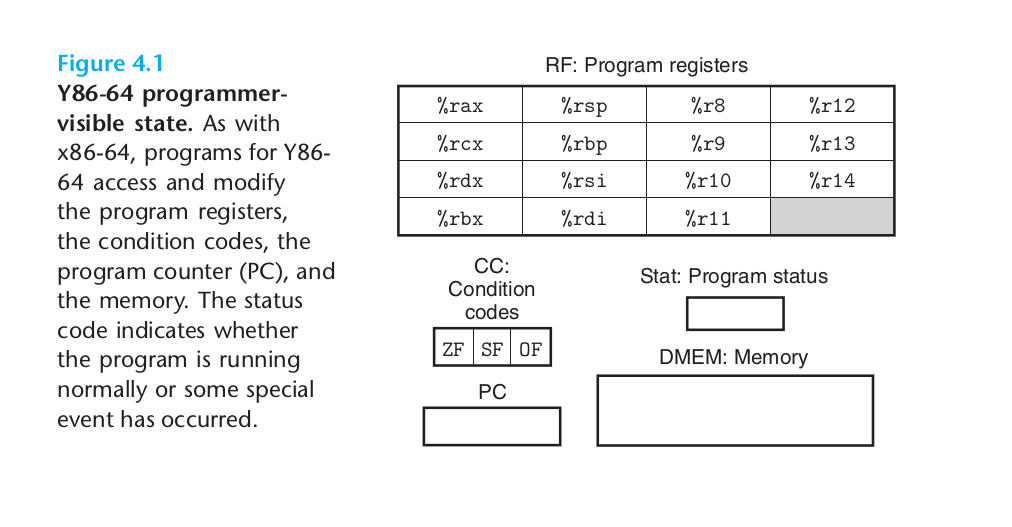 Figure 4.1
Y86-64 programmer-
visible state. As with
x86-64, programs for Y86-
64 access and modify
the program registers,
the condition codes, the
program counter (PC), and
the memory. The status
code indicates whether
the program is running
normally or some special
event has occurred.
RF: Program registers
%rax %rsp %r8 %r12
%rcx %rbp %r9 %r13
%rdx %rsi %r10 %r14
%rbx %rdi %r11
CC:
Condition
codes
ZF SF OF
PC
Stat: Program status
DMEM: Memory